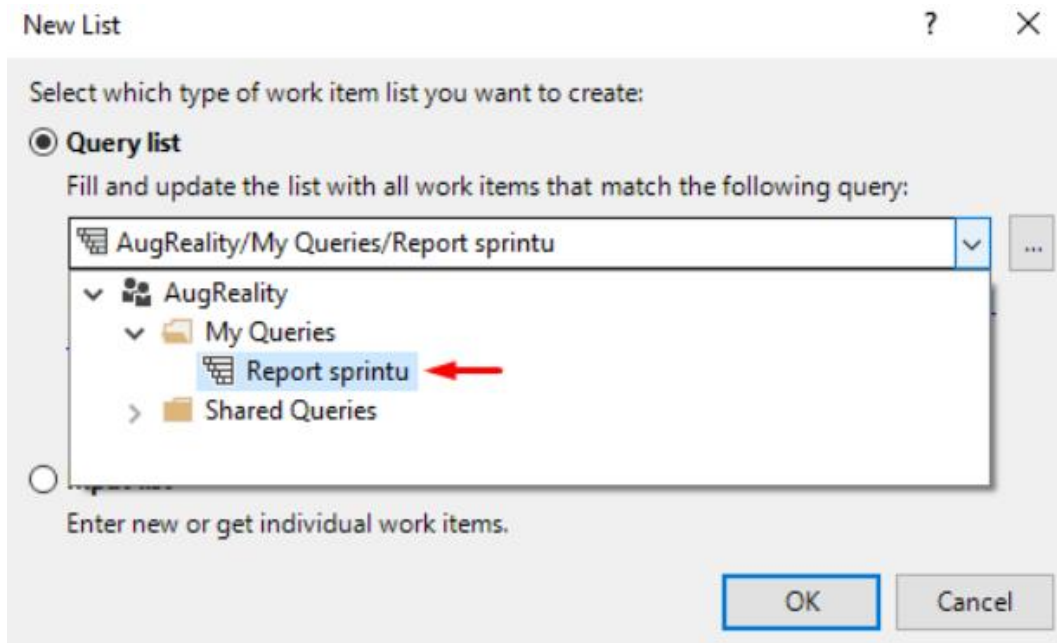 New List ?
Select which type of work item list you want to create:
Query list
Fill and update the list with all work items that match the following query:
AugReality/My Queries/Report sprintu ...
AugReality
My Queries
Report sprintu
Shared Queries
Enter new or get individual work items.
OK Cancel